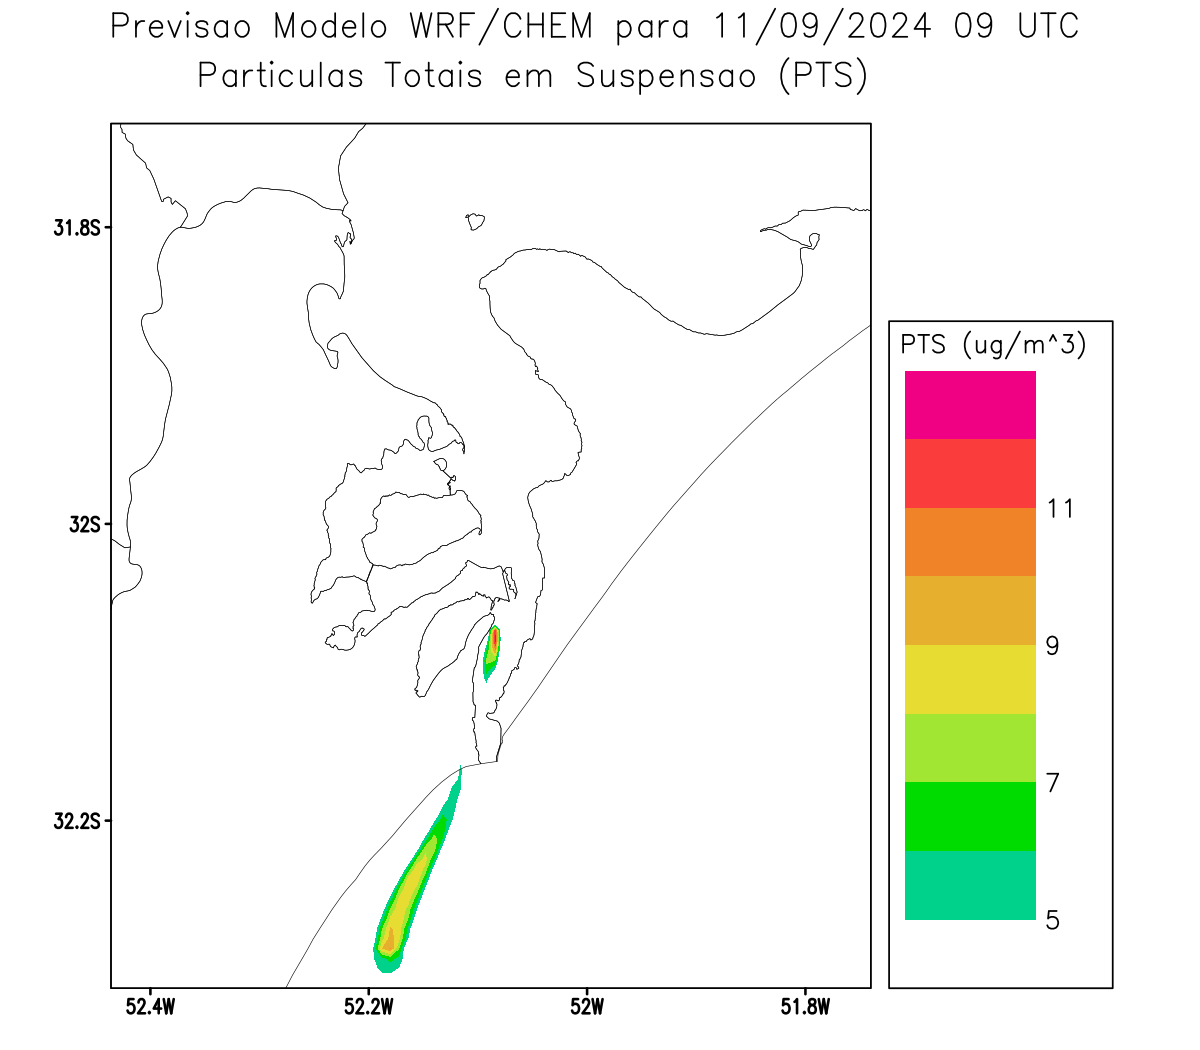 Previsao Modelo WRF/CHEM para 11/09/2024 09 UTC
Particulas Totais em Suspensao (PTS)
31.8S
32S
32.2S
52.4W 52.2W 52W 51.8W
PTS (ug/m^3)
11
9
7
5